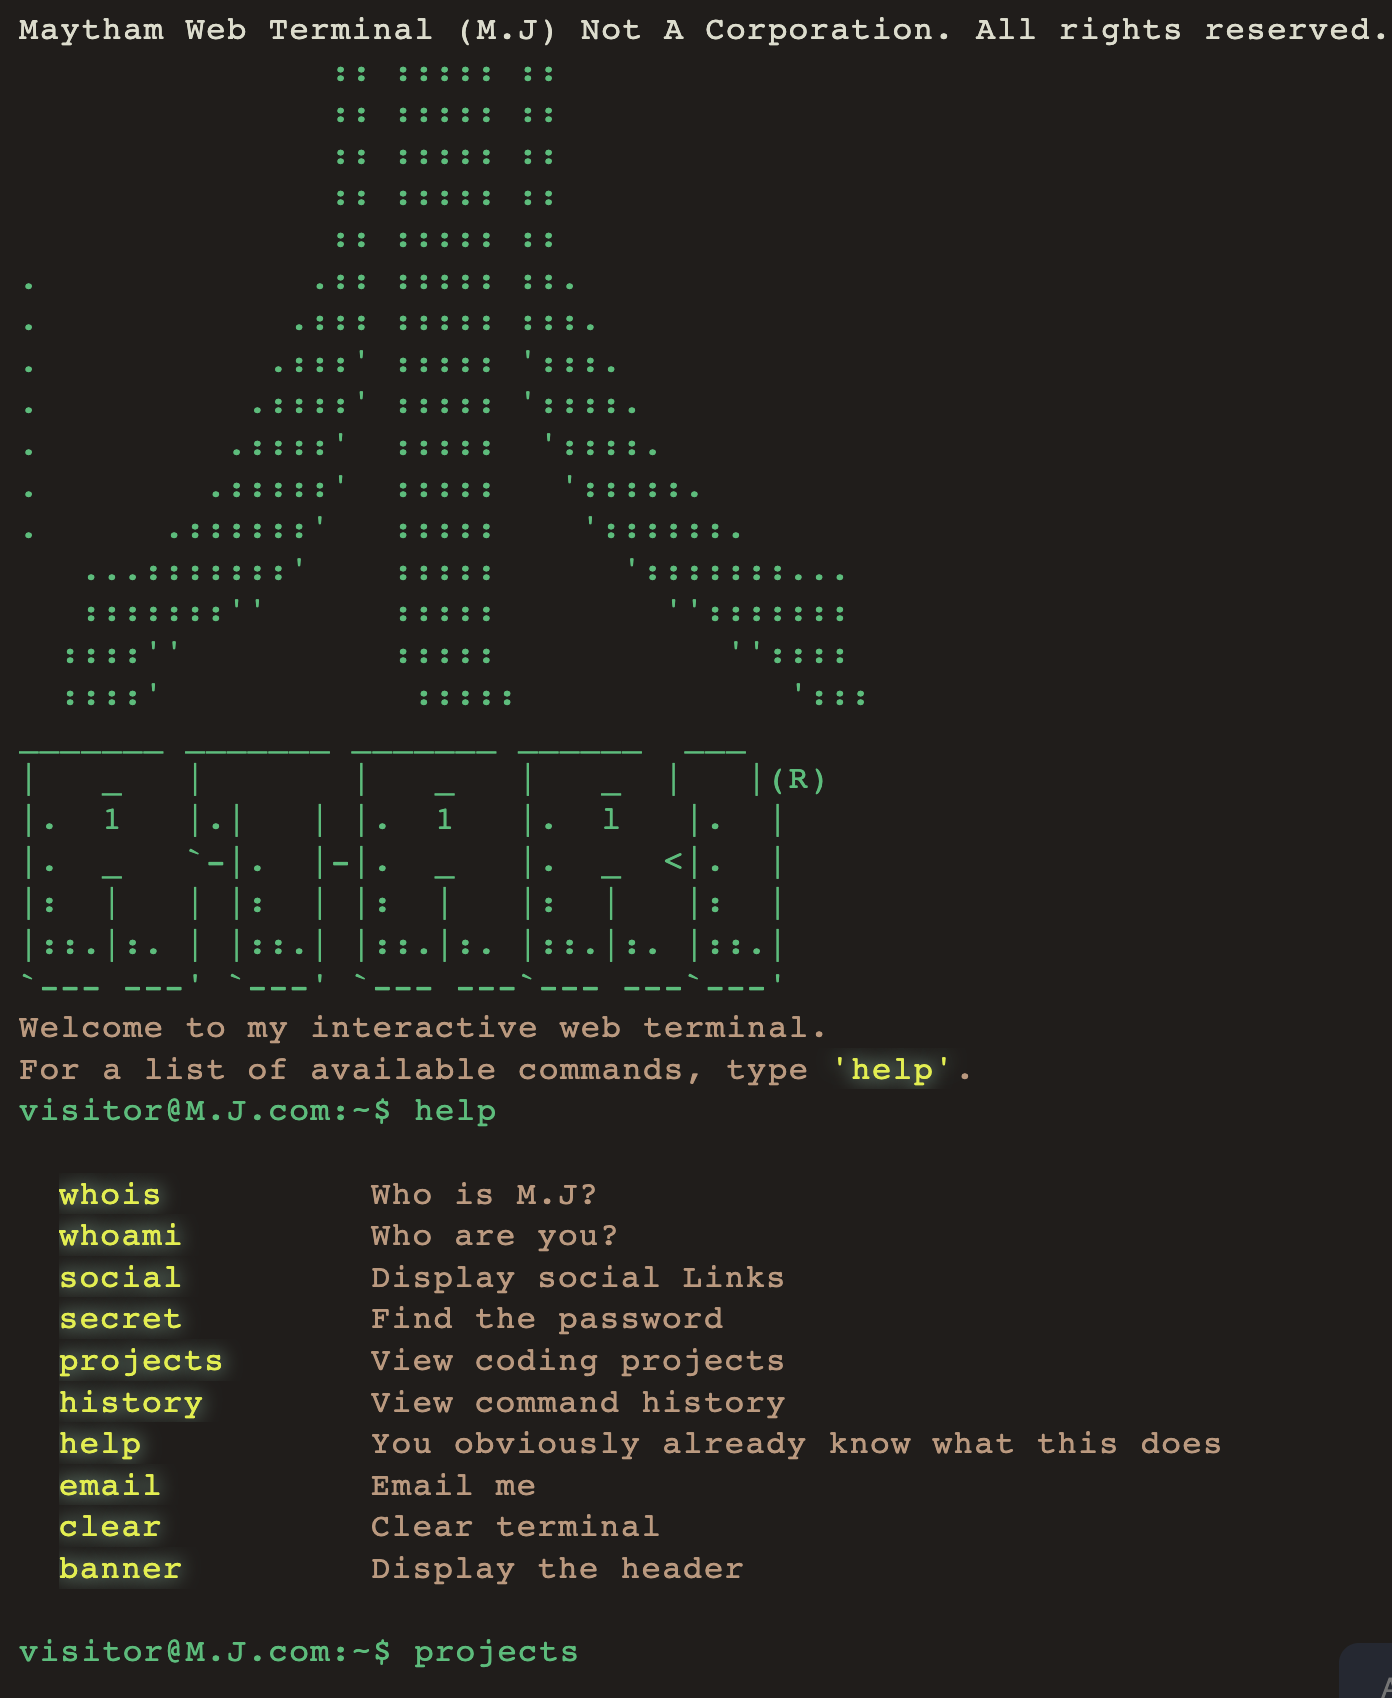 Maytham Web Terminal (M.J) Not A Corporation. All rights reserved.
               :: ::::: ::
               :: ::::: ::
               :: ::::: ::
               :: ::::: ::
               :: ::::: ::
.             .:: ::::: ::.
.            .::: ::::: :::.
.           .:::' ::::: ':::.
.          .::::' ::::: '::::.
.         .::::'  :::::  '::::.
.        .:::::'  :::::   ':::::.
.      .::::::'   :::::    '::::::.
   ...:::::::'    :::::      ':::::::...
   :::::::''      :::::        '':::::::
  ::::''          :::::           ''::::
  ::::'            :::::             ':::
_______ _______ _______ ______  ___
|   _   |       |   _   |   _  |   |(R)
|.  1   |.|   | |.  1   |.  l   |.  |
|.  _   `-|.  |-|.  _   |.  _  <|.  |
|:  |   | |:  | |:  |   |:  |   |:  |
|::.|:. | |::.| |::.|:. |::.|:. |::.|
`--- ---' `---' `--- ---`--- ---`---'
Welcome to my interactive web terminal.
For a list of available commands, type 'help'.
visitor@M.J.com:~$ help
whois Who is M.J?
whoami Who are you?
social Display social Links
secret Find the password
projects View coding projects
history View command history
help You obviously already know what this does
email Email me
clear Clear terminal
banner Display the header
visitor@M.J.com:~$ projects